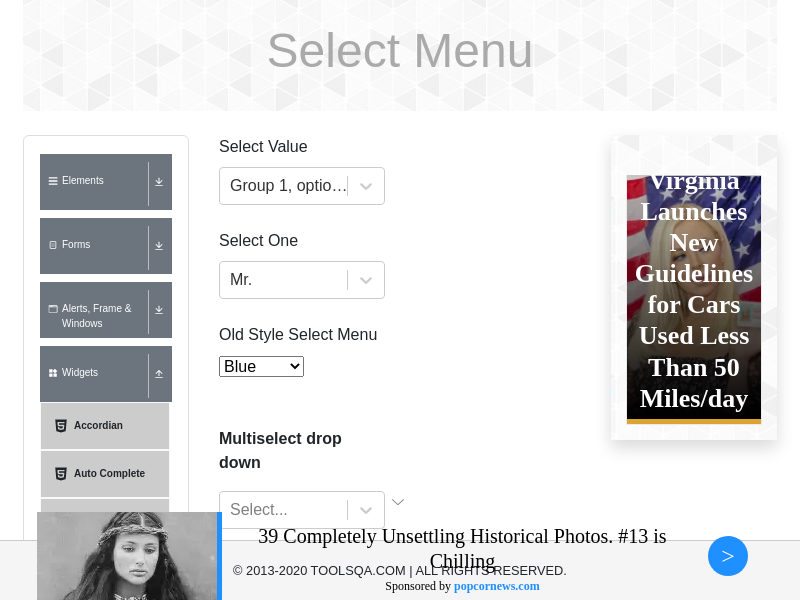 Select Menu
Elements
Forms
Alerts, Frame &
Windows
Widgets
Accordian
Auto Complete
Select Value
Group 1, optio…
Select One
Mr.
Old Style Select Menu
Blue
Multiselect drop
down
Select...
Virginia
Launches
New
Guidelines
for Cars
Used Less
Than 50
Miles/day
39 Completely Unsettling Historical Photos. #13 is
Chilling
© 2013-2020 TOOLSQA.COM | ALL RIGHTS RESERVED.
Sponsored by popcornews.com
>